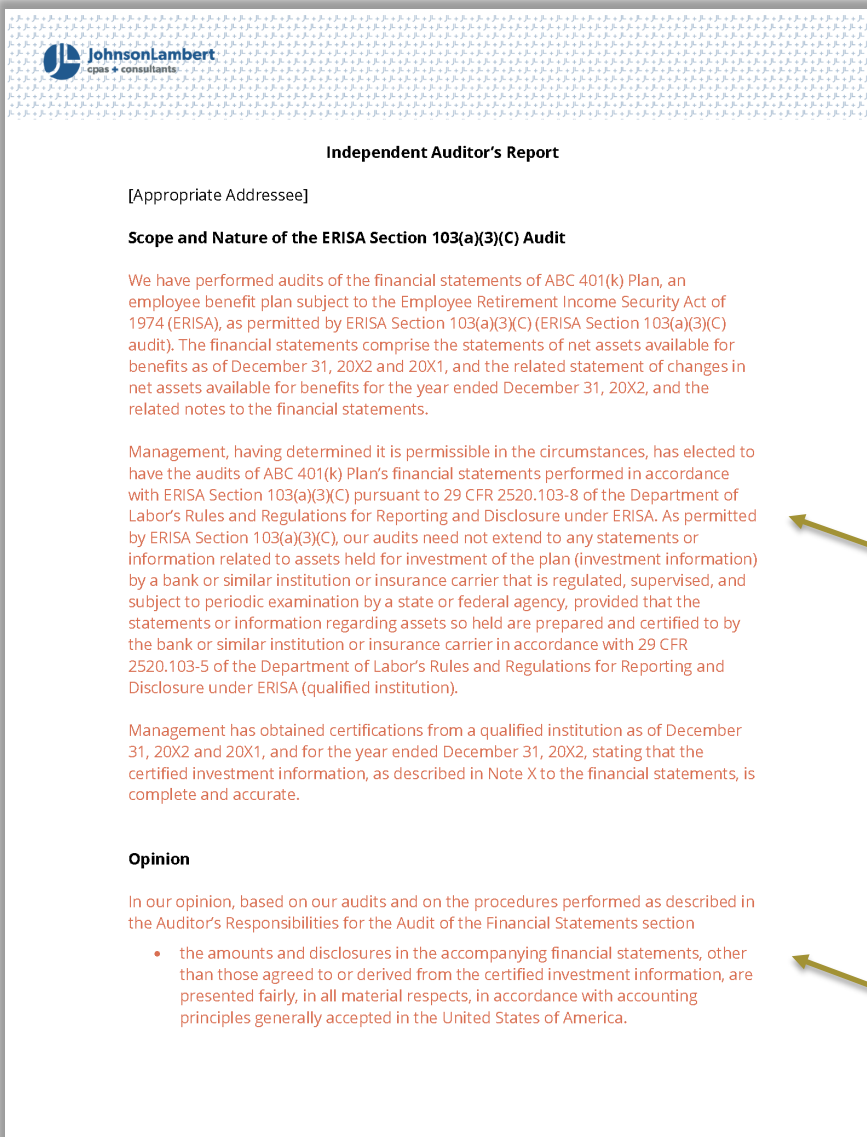 JohnsonLambert
cpas + consultants
Independent Auditor’s Report
[Appropriate Addressee]
Scope and Nature of the ERISA Section 103(a)(3)(C) Audit
We have performed audits of the financial statements of ABC 401(k) Plan, an
employee benefit plan subject to the Employee Retirement Income Security Act of
1974 (ERISA), as permitted by ERISA Section 103(a)(3)(C) (ERISA Section 103(a)(3)(C)
audit). The financial statements comprise the statements of net assets available for
benefits as of December 31, 20X2 and 20X1, and the related statement of changes in
net assets available for benefits for the year ended December 31, 20X2, and the
related notes to the financial statements.
Management, having determined it is permissible in the circumstances, has elected to
have the audits of ABC 401(k) Plan’s financial statements performed in accordance
with ERISA Section 103(a)(3)(C) pursuant to 29 CFR 2520.103-8 of the Department of
Labor’s Rules and Regulations for Reporting and Disclosure under ERISA. As permitted
by ERISA Section 103(a)(3)(C), our audits need not extend to any statements or
information related to assets held for investment of the plan (investment information)
by a bank or similar institution or insurance carrier that is regulated, supervised, and
subject to periodic examination by a state or federal agency, provided that the
statements or information regarding assets so held are prepared and certified to by
the bank or similar institution or insurance carrier in accordance with 29 CFR
2520.103-5 of the Department of Labor’s Rules and Regulations for Reporting and
Disclosure under ERISA (qualified institution).
Management has obtained certifications from a qualified institution as of December
31, 20X2 and 20X1, and for the year ended December 31, 20X2, stating that the
certified investment information, as described in Note X to the financial statements, is
complete and accurate.
Opinion
In our opinion, based on our audits and on the procedures performed as described in
the Auditor’s Responsibilities for the Audit of the Financial Statements section
• the amounts and disclosures in the accompanying financial statements, other
than those agreed to or derived from the certified investment information, are
presented fairly, in all material respects, in accordance with accounting
principles generally accepted in the United States of America.